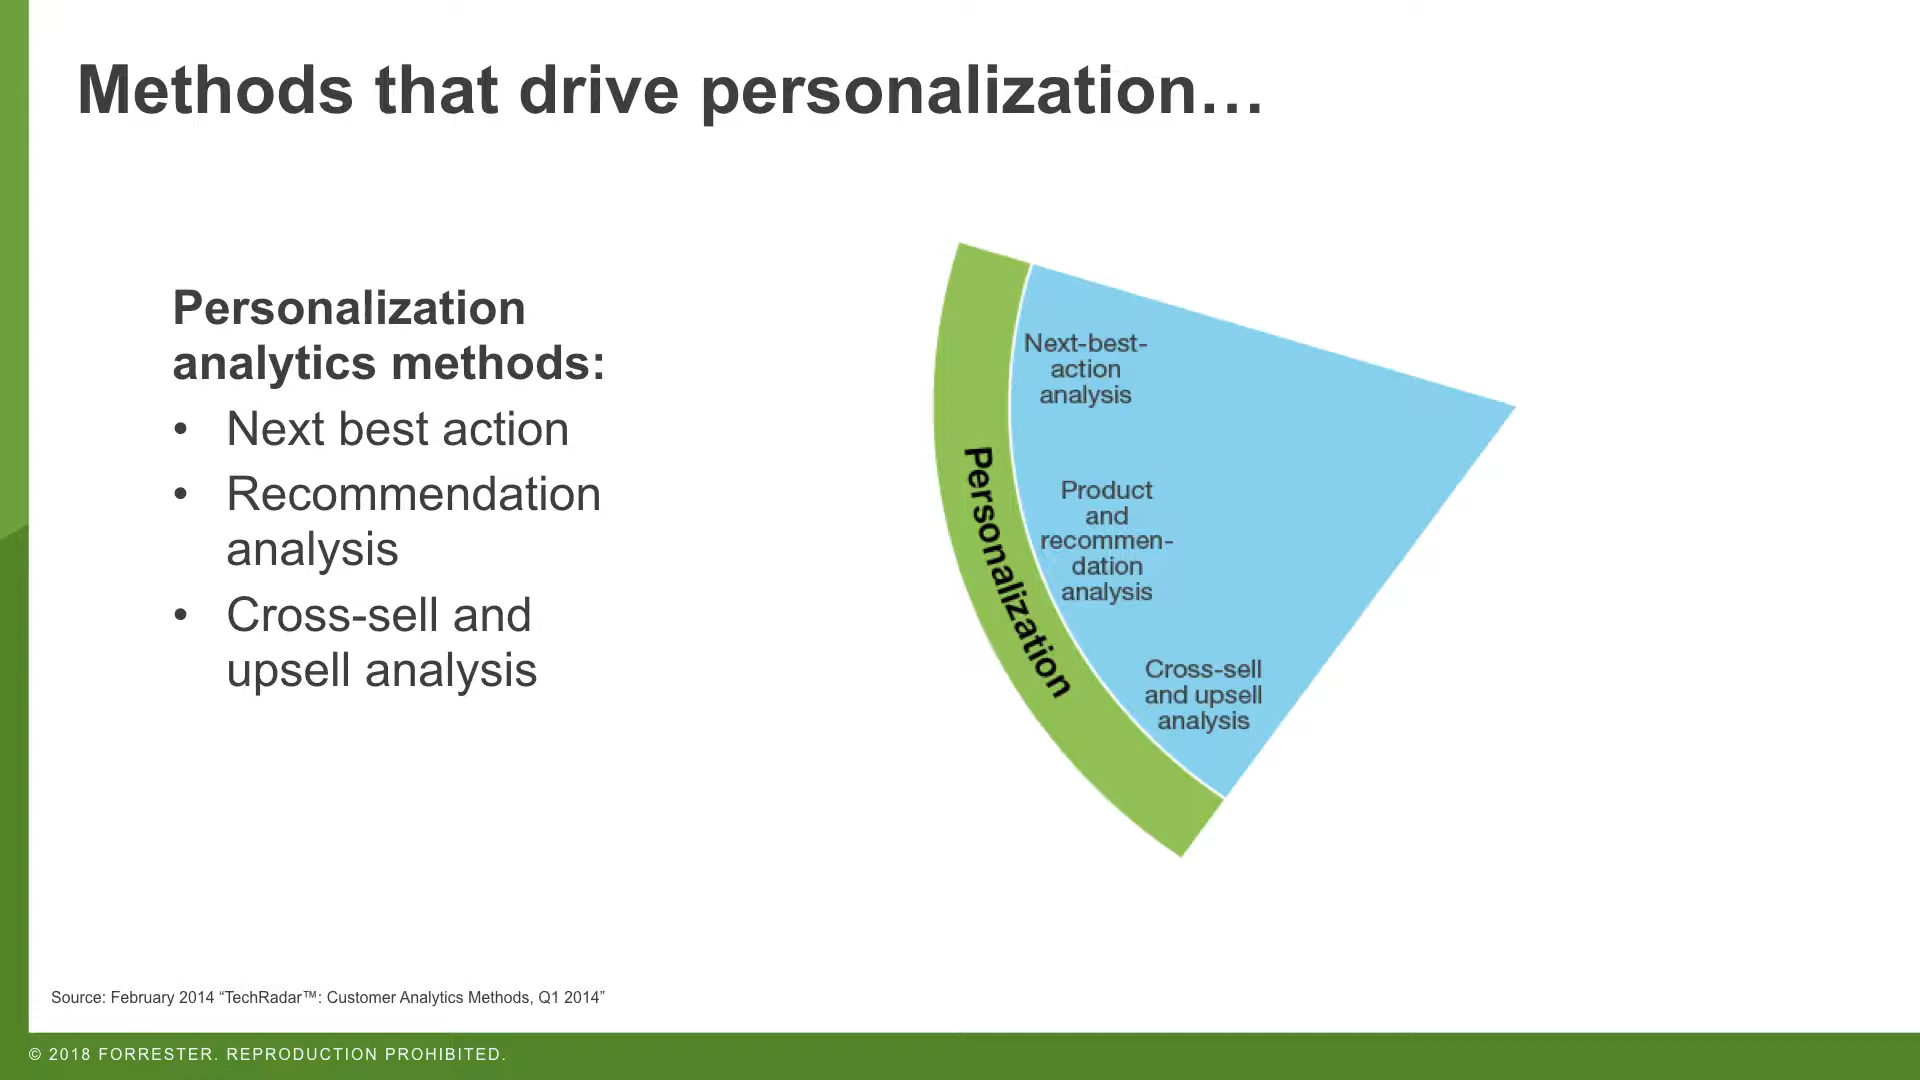 Methods that drive personalization…
Personalization
analytics methods:
• Next best action
• Recommendation
analysis
• Cross-sell and
upsell analysis
Personalization
Next-best-
action
analysis
Product
and
recommen-
dation
analysis
Cross-sell
and upsell
analysis
Source: February 2014 “TechRadar™: Customer Analytics Methods, Q1 2014”
© 2018 FORRESTER. REPRODUCTION PROHIBITED.